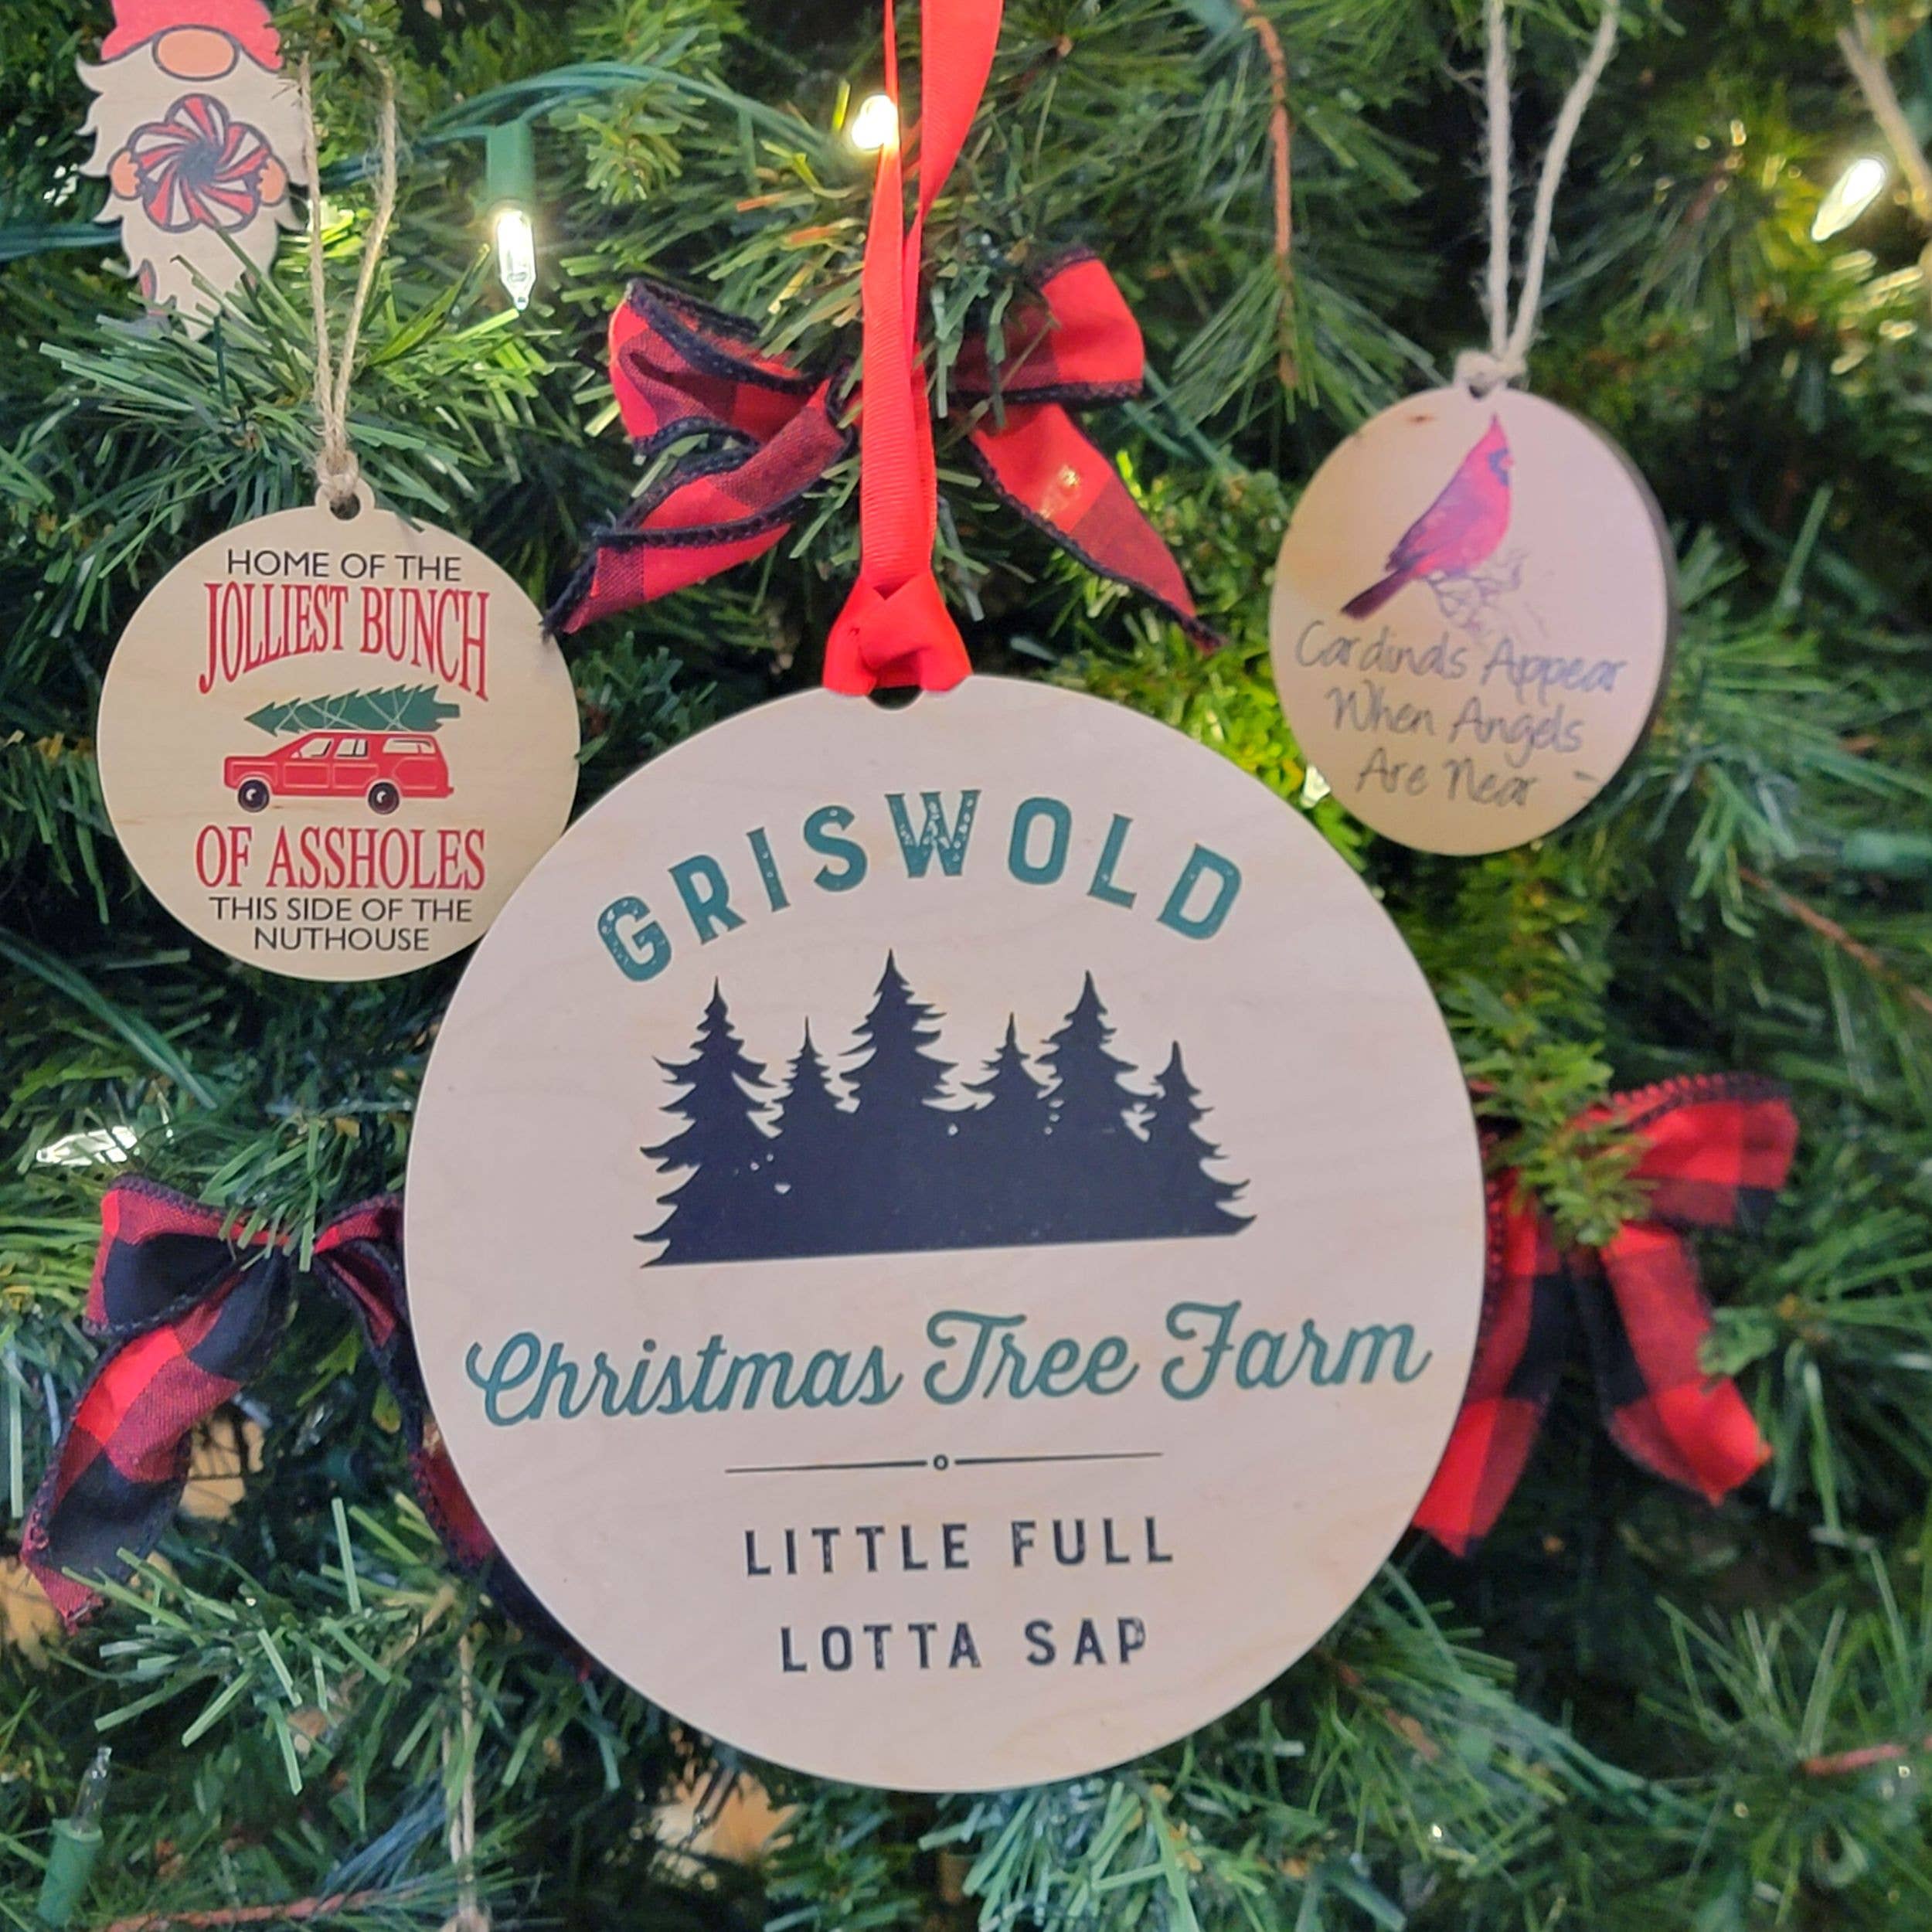 HOME OF THE
JOLLIEST BUNCH
OF ASSHOLES
THIS SIDE OF THE
NUTHOUSE
Cardinals Appear
When Angels
Are Near
GRISWOLD
Christmas Tree Farm
LITTLE FULL
LOTTA SAP